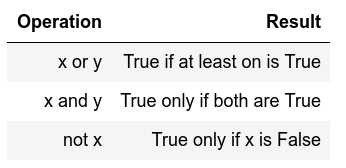 Operation Result
x or y True if at least on is True
x and y True only if both are True
not x True only if x is False